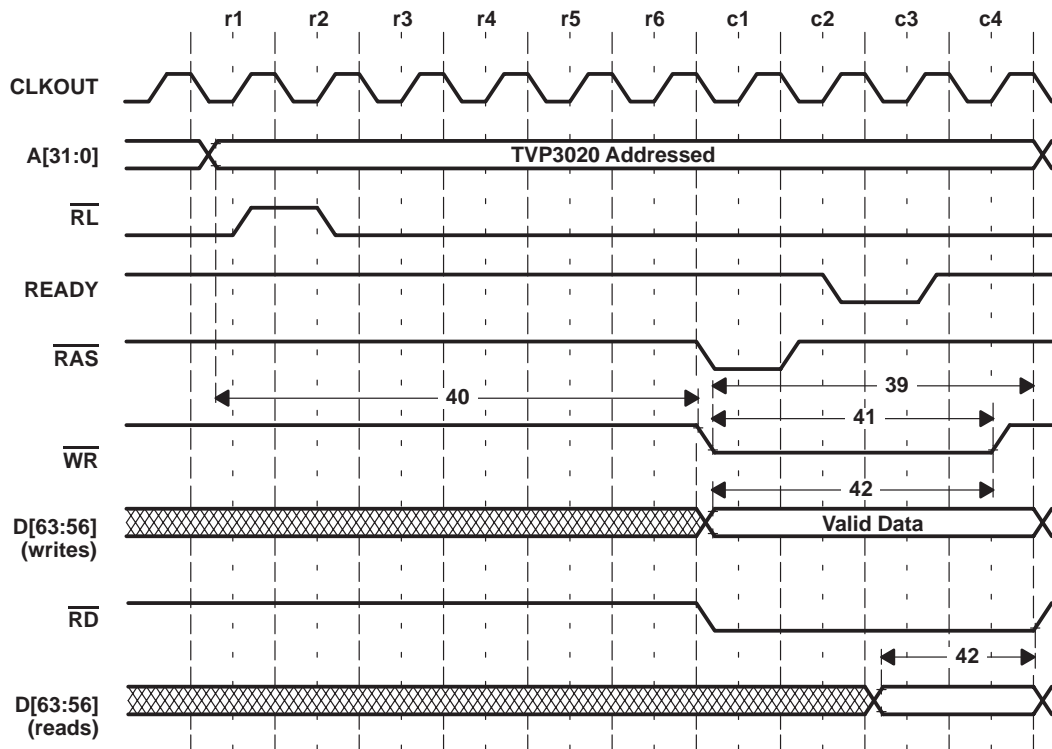 r1 r2 r3 r4 r5 r6 c1 c2 c3 c4
CLKOUT
A[31:0]
TVP3020 Addressed
RL
READY
RAS
39
40
41
WR
42
D[63:56]
(writes)
Valid Data
RD
42
D[63:56]
(reads)